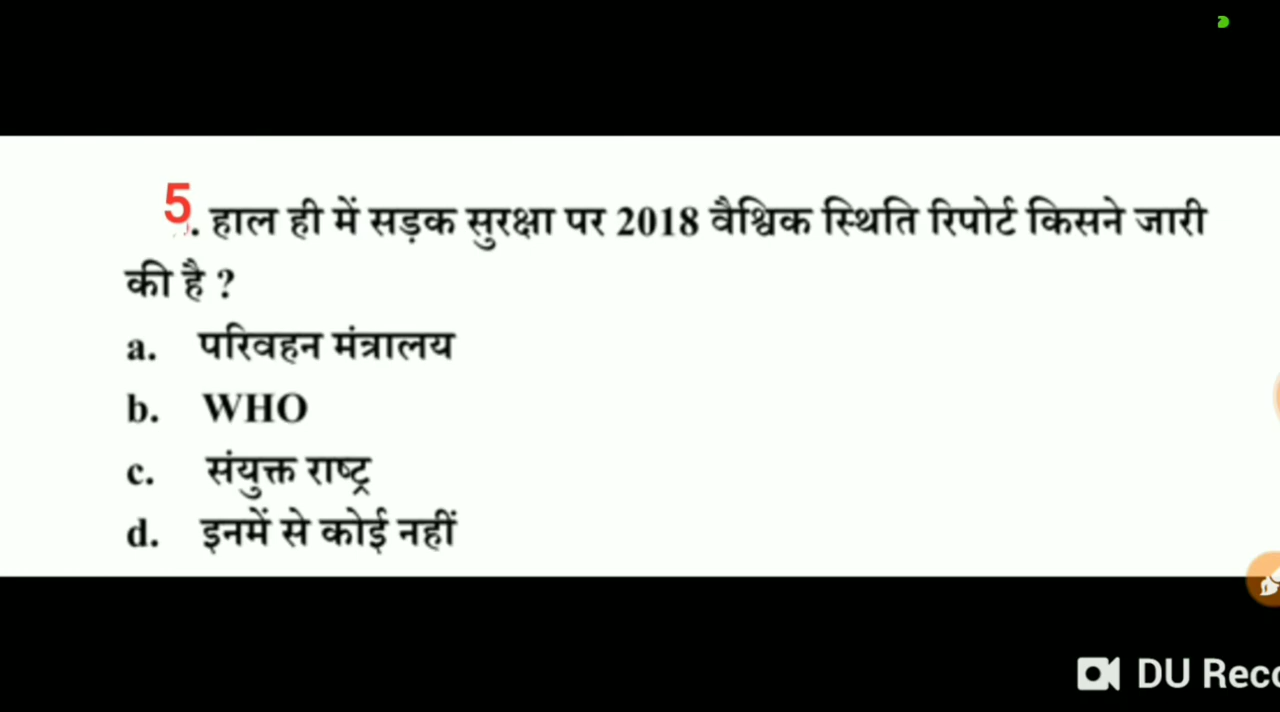 5. हाल ही में सड़क सुरक्षा पर 2018 वैश्विक स्थिति रिपोर्ट किसने जारी
की है ?
a. परिवहन मंत्रालय
b. WHO
c. संयुक्त राष्ट्र
d. इनमें से कोई नहीं
DU Reco